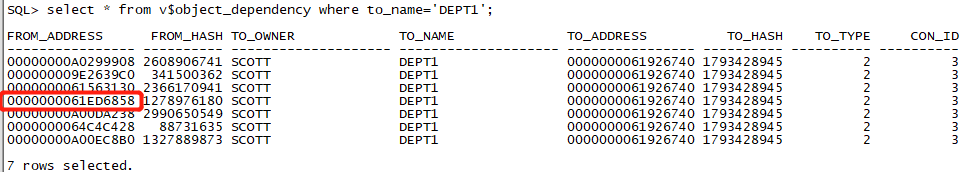 SQL> select * from v$object_dependency where to_name='DEPT1';
FROM_ADDRESS FROM_HASH TO_OWNER TO_NAME TO_ADDRESS TO_HASH TO_TYPE CON_ID
---------------- ---------- -------------------- -------------------- ---------------- ---------- ---------- ----------
00000000A0299908 2608906741 SCOTT DEPT1 0000000061926740 1793428945 2 3
000000009E2639C0 341500362 SCOTT DEPT1 0000000061926740 1793428945 2 3
0000000061563130 2366170941 SCOTT DEPT1 0000000061926740 1793428945 2 3
0000000061ED6858 1278976180 SCOTT DEPT1 0000000061926740 1793428945 2 3
00000000A00DA238 2990650549 SCOTT DEPT1 0000000061926740 1793428945 2 3
0000000064C4C428 88731635 SCOTT DEPT1 0000000061926740 1793428945 2 3
00000000A00EC8B0 1327889873 SCOTT DEPT1 0000000061926740 1793428945 2 3
7 rows selected.